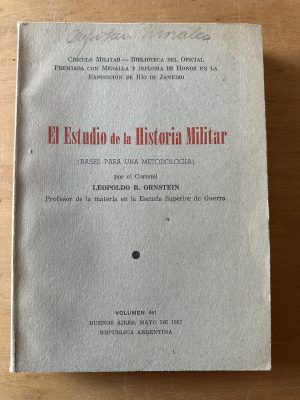 Capitan Morales
CÍRCULO MILITAR — BIBLIOTECA DEL OFICIAL
PREMIADA CON MEDALLA Y DIPLOMA DE HONOR EN LA
EXPOSICIÓN DE RÍO DE JANEIRO
El Estudio de la Historia Militar
(BASES PARA UNA METODOLOGIA)
por el Coronel
LEOPOLDO R. ORNSTEIN
Profesor de la materia en la Escuela Superior de Guerra
VOLUMEN 461
BUENOS AIRES, MAYO DE 1957
REPÚBLICA ARGENTINA